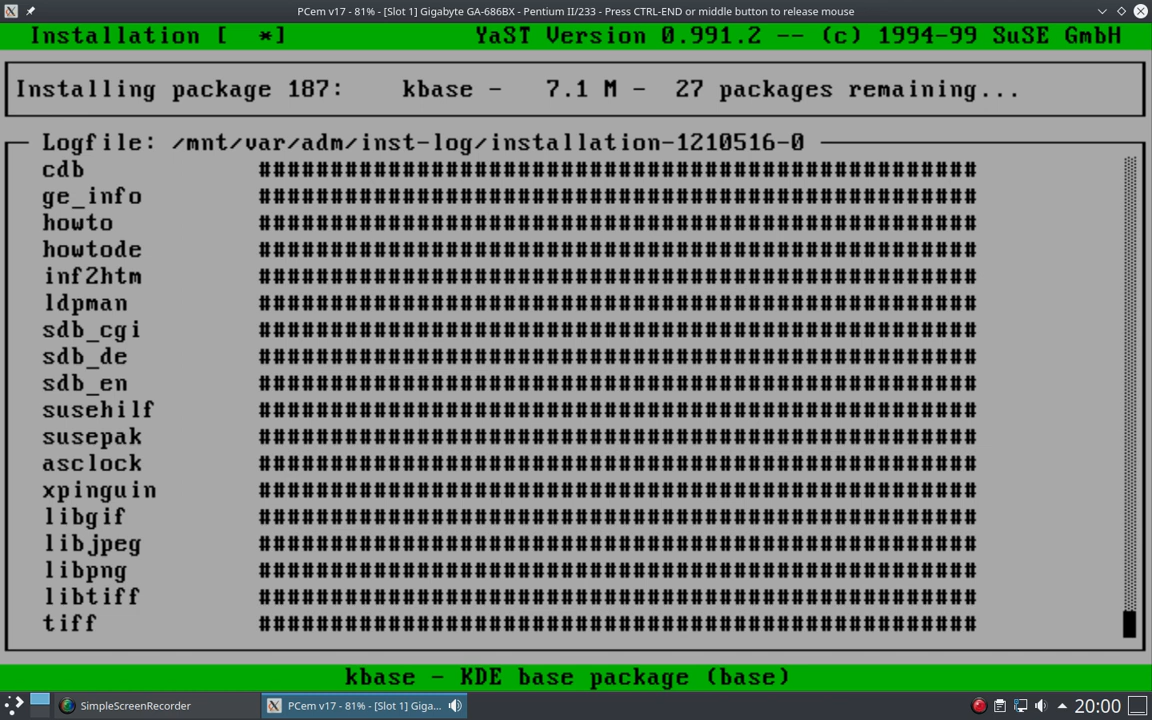 PCem v17 - 81% - [Slot 1] Gigabyte GA-686BX - Pentium II/233 - Press CTRL-END or middle button to release mouse
Installation [  *]                YaST Version 0.991.2 -- (c) 1994-99 SuSE GmbH
Installing package 187:    kbase -   7.1 M -  27 packages remaining...
Logfile: /mnt/var/adm/inst-log/installation-1210516-0
cdb            ##################################################
ge_info        ##################################################
howto          ##################################################
howtode        ##################################################
inf2htm        ##################################################
ldpman         ##################################################
sdb_cgi        ##################################################
sdb_de         ##################################################
sdb_en         ##################################################
susehilf       ##################################################
susepak        ##################################################
asclock        ##################################################
xpinguin       ##################################################
libgif         ##################################################
libjpeg        ##################################################
libpng         ##################################################
libtiff        ##################################################
tiff           ##################################################
kbase - KDE base package (base)
SimpleScreenRecorder
PCem v17 - [Slot 1] Giga...
20:00